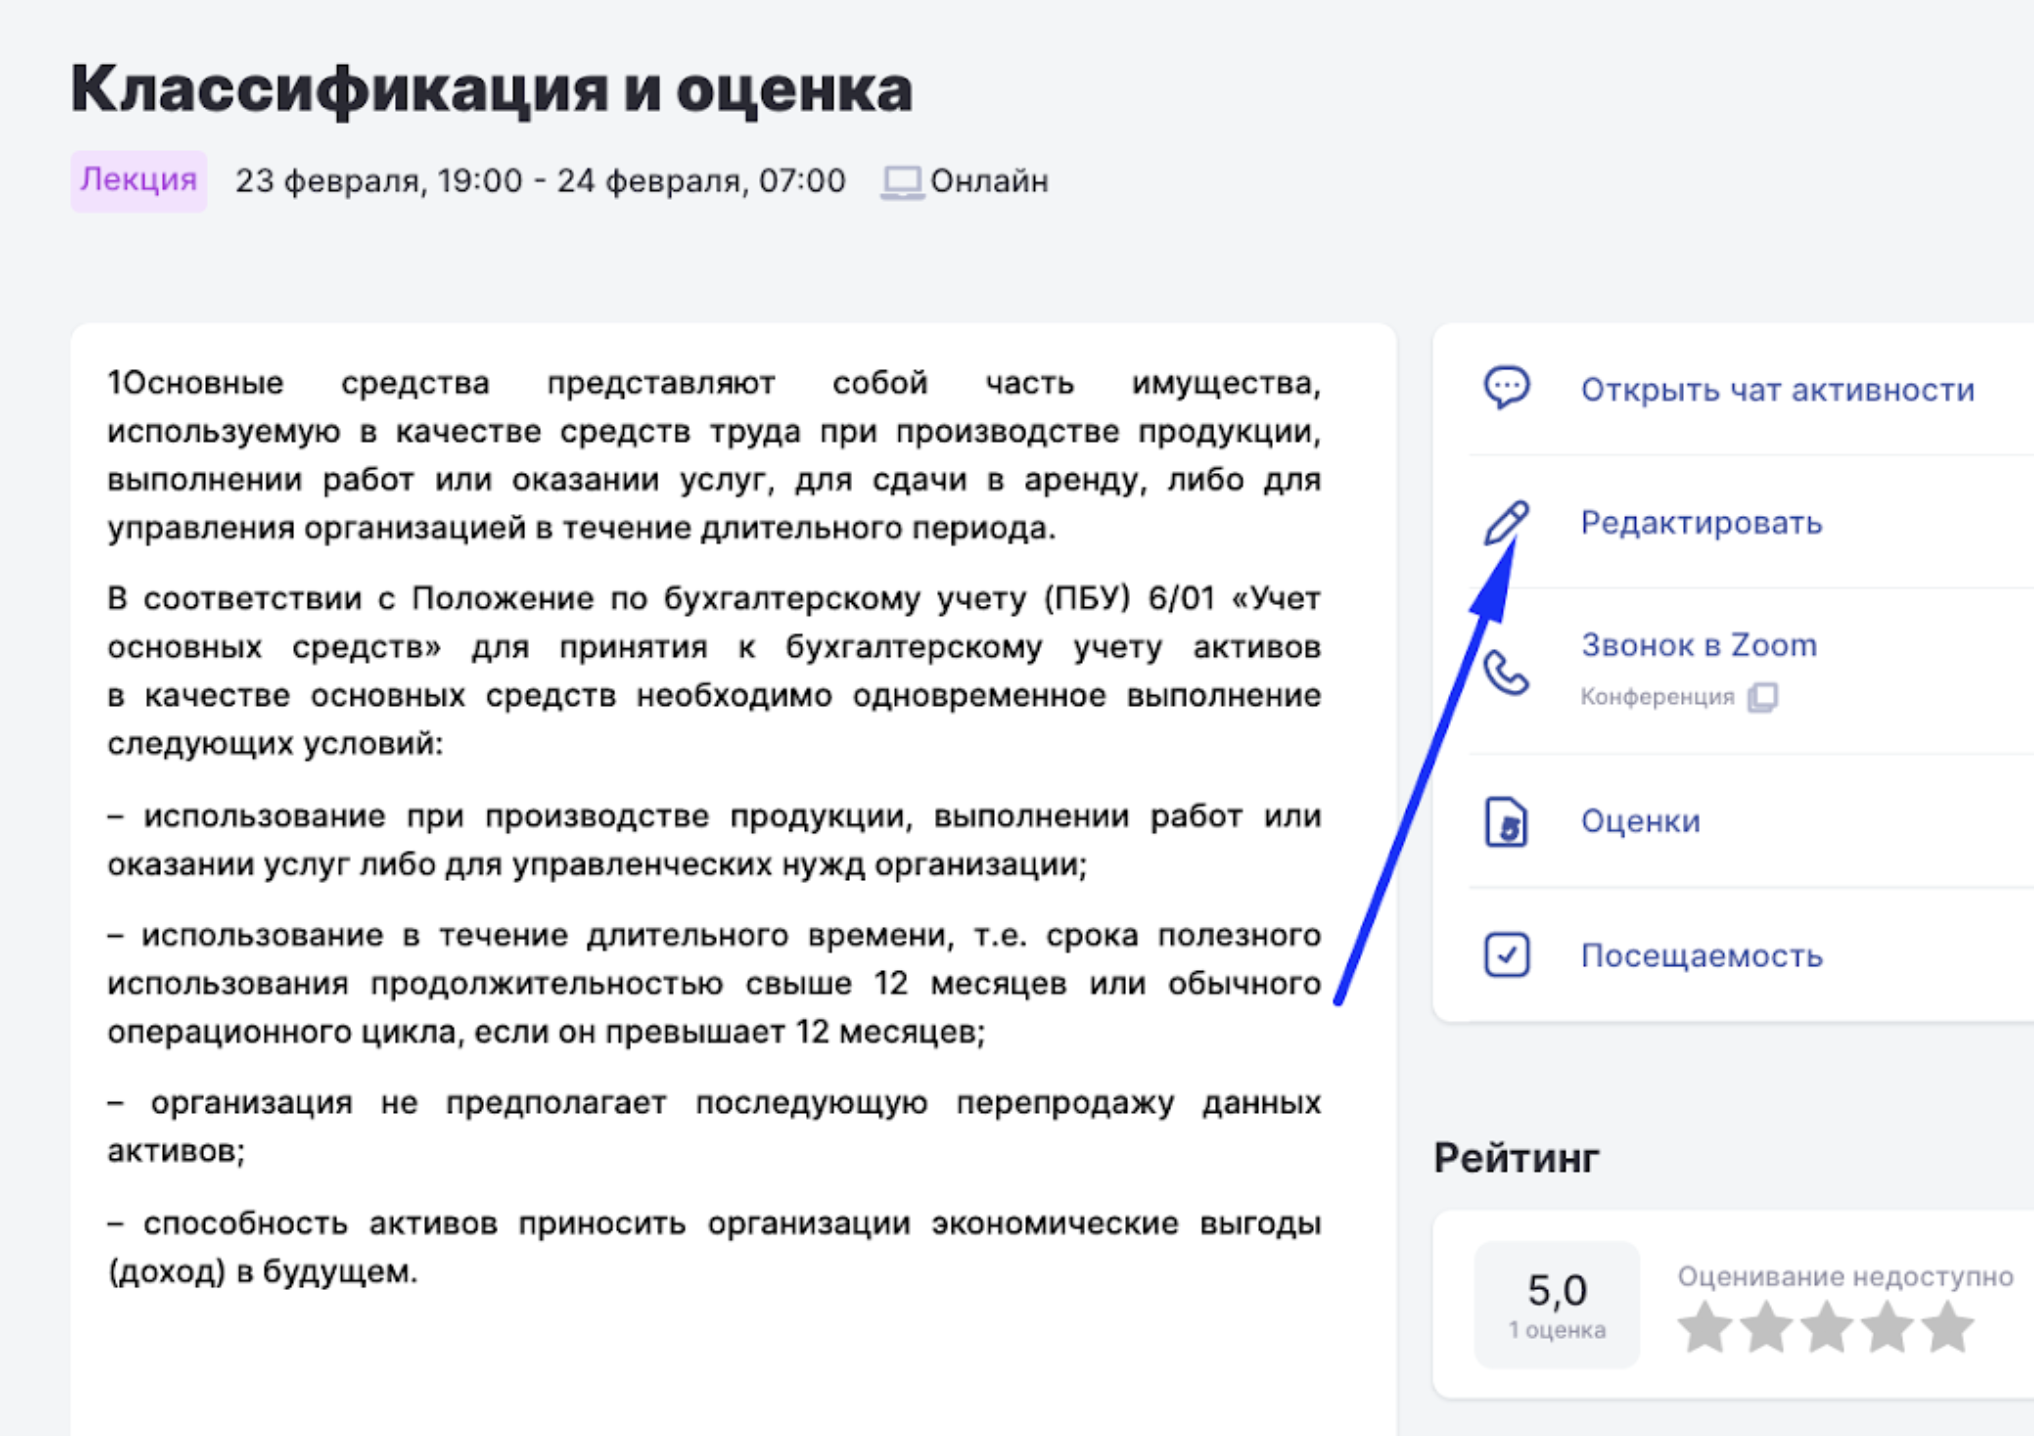 Классификация и оценка
Лекция 23 февраля, 19:00 - 24 февраля, 07:00 Онлайн
1Основные средства представляют собой часть имущества,
используемую в качестве средств труда при производстве продукции,
выполнении работ или оказании услуг, для сдачи в аренду, либо для
управления организацией в течение длительного периода.
В соответствии с Положение по бухгалтерскому учету (ПБУ) 6/01 «Учет
основных средств» для принятия к бухгалтерскому учету активов
в качестве основных средств необходимо одновременное выполнение
следующих условий:
– использование при производстве продукции, выполнении работ или
оказании услуг либо для управленческих нужд организации;
– использование в течение длительного времени, т.е. срока полезного
использования продолжительностью свыше 12 месяцев или обычного
операционного цикла, если он превышает 12 месяцев;
– организация не предполагает последующую перепродажу данных
активов;
– способность активов приносить организации экономические выгоды
(доход) в будущем.
Открыть чат активности
Редактировать
Звонок в Zoom
Конференция
5
Оценки
Посещаемость
Рейтинг
5,0
1 оценка
Оценивание недоступно